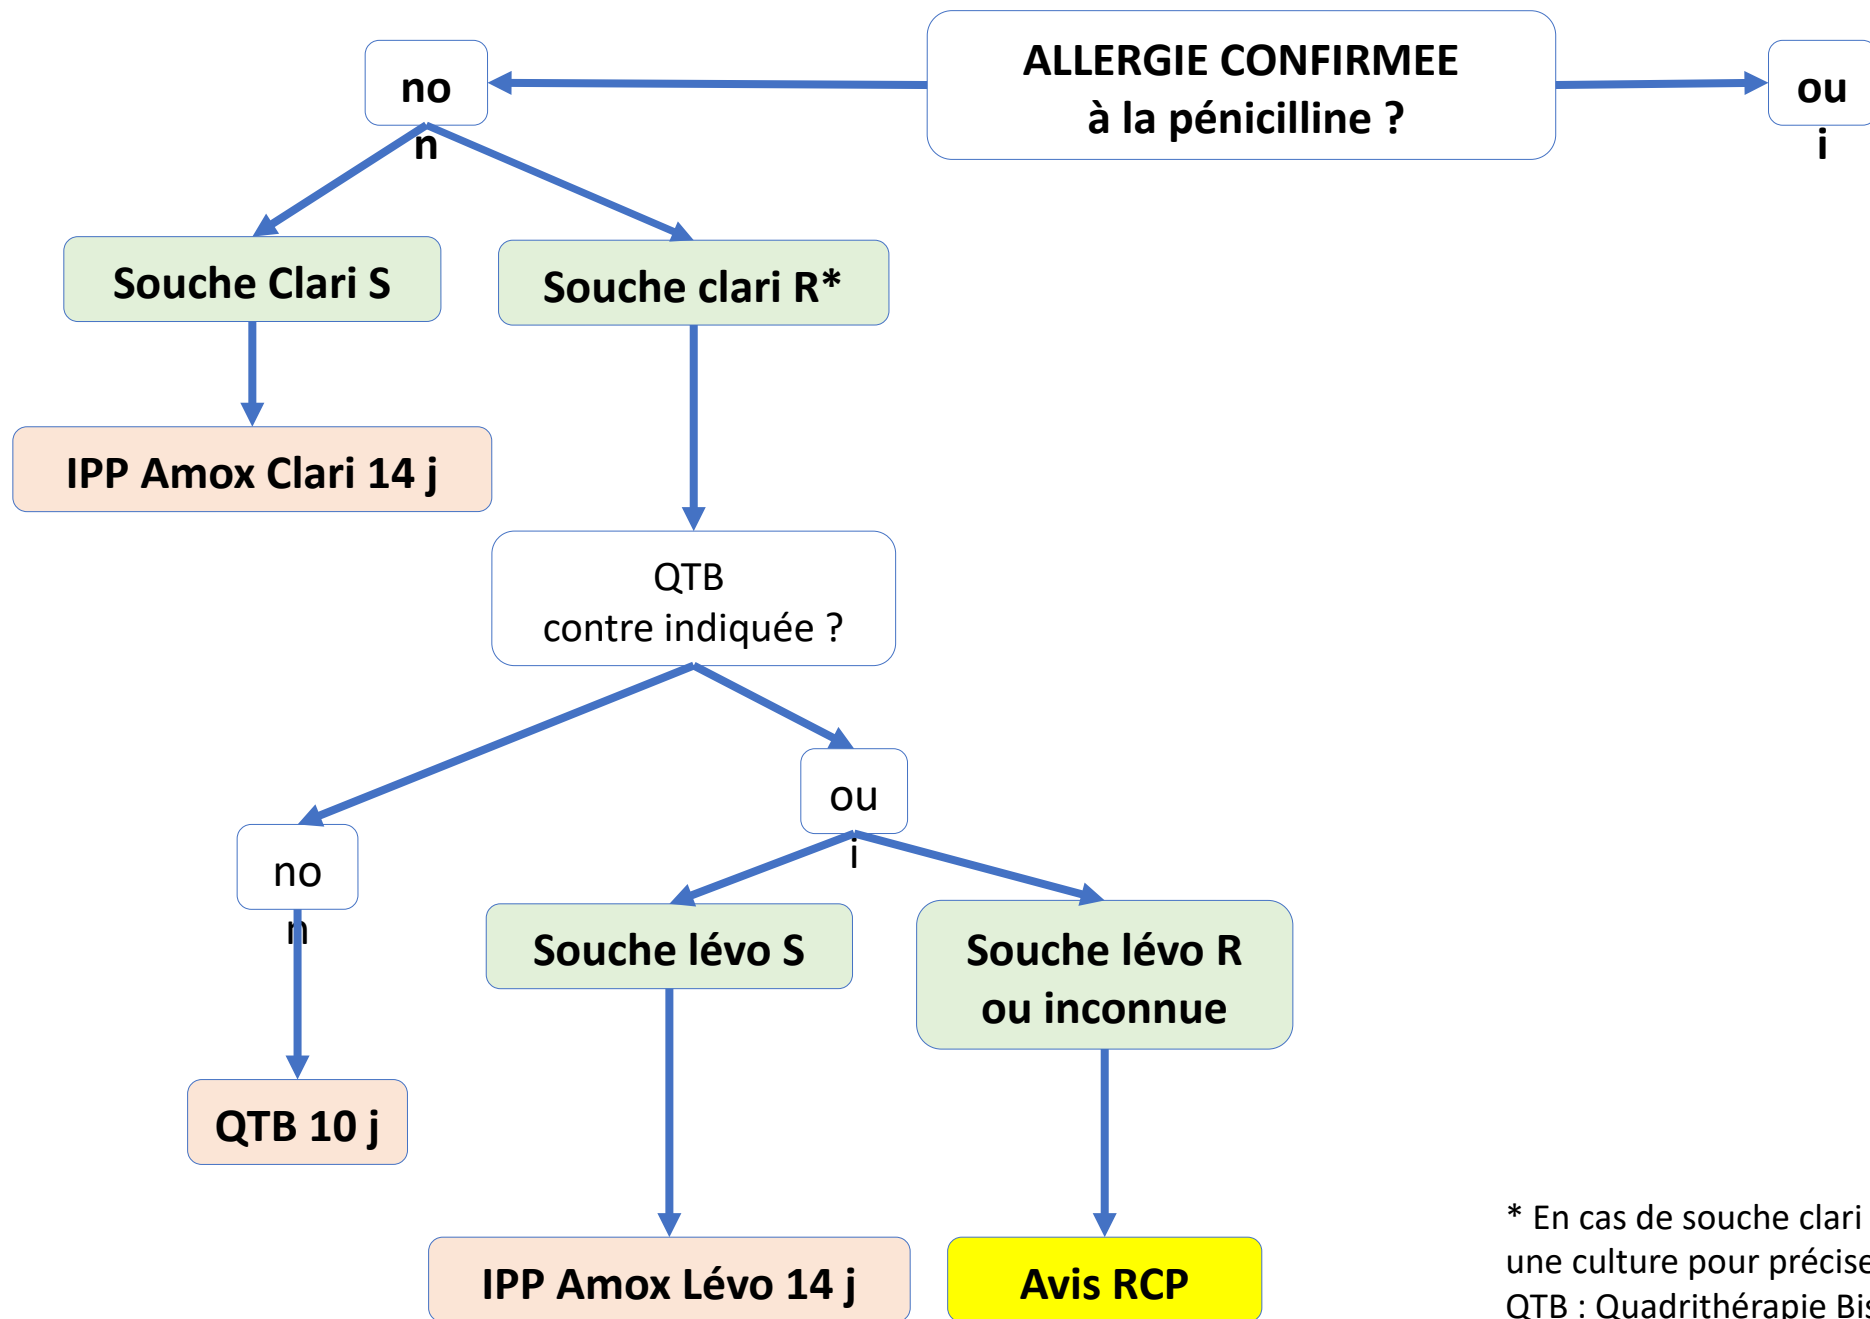 ALLERGIE CONFIRMEE
à la pénicilline ?
no
n
ou
i
Souche Clari S
Souche clari R*
IPP Amox Clari 14 j
QTB
contre indiquée ?
no
n
ou
i
Souche lévo S
Souche lévo R
ou inconnue
QTB 10 j
IPP Amox Lévo 14 j
Avis RCP
* En cas de souche clari
une culture pour précise
QTB : Quadrithérapie Bis